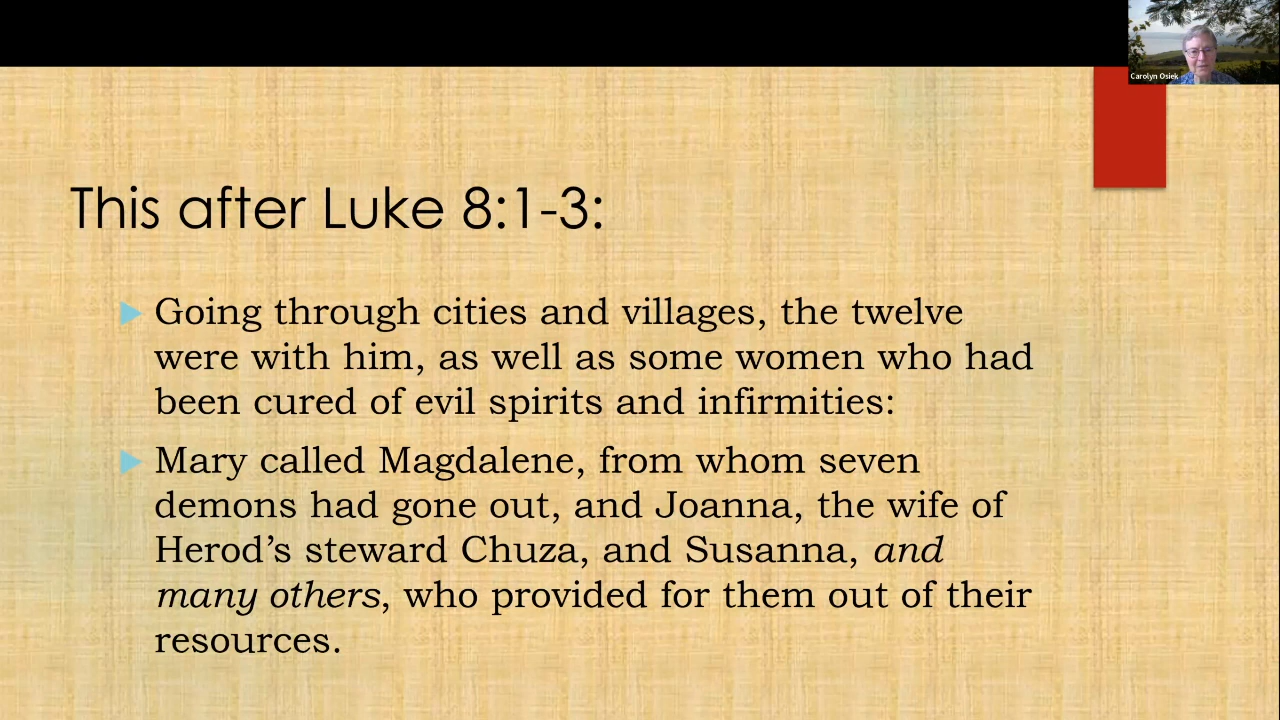 Carolyn Osiek
This after Luke 8:1-3:
Going through cities and villages, the twelve
were with him, as well as some women who had
been cured of evil spirits and infirmities:
Mary called Magdalene, from whom seven
demons had gone out, and Joanna, the wife of
Herod’s steward Chuza, and Susanna, and
many others, who provided for them out of their
resources.